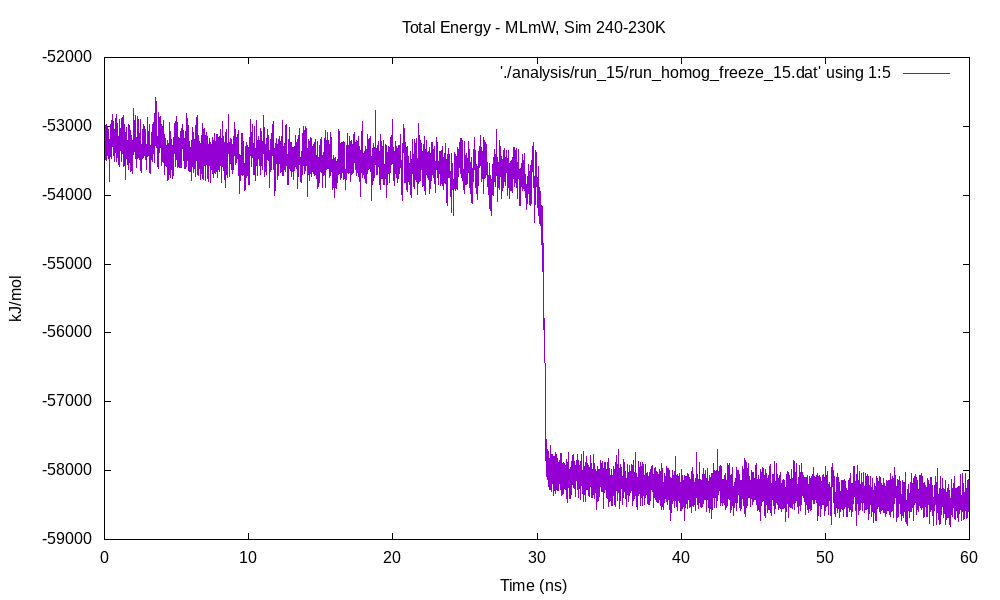 Total Energy - MLmW, Sim 240-230K
'./analysis/run_15/run_homog_freeze_15.dat' using 1:5
-52000
-53000
-54000
-55000
-56000
-57000
-58000
-59000
kJ/mol
0 10 20 30 40 50 60
Time (ns)